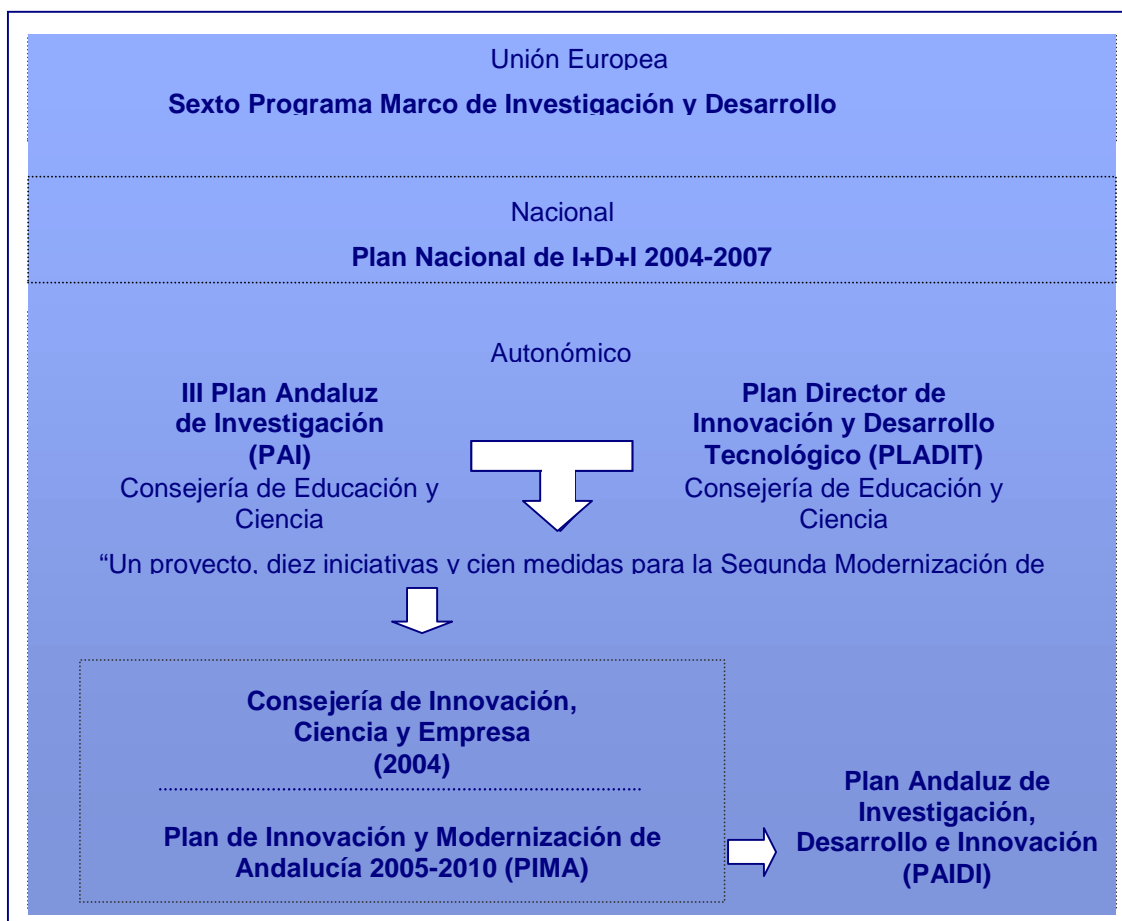 Unión Europea
Sexto Programa Marco de Investigación y Desarrollo
Nacional
Plan Nacional de I+D+I 2004-2007
Autonómico
III Plan Andaluz
de Investigación
(PAI)
Consejería de Educación y
Ciencia
Plan Director de
Innovación y Desarrollo
Tecnológico (PLADIT)
Consejería de Educación y
Ciencia
“Un proyecto, diez iniciativas y cien medidas para la Segunda Modernización de
Consejería de Innovación,
Ciencia y Empresa
(2004)
Plan de Innovación y Modernización de
Andalucía 2005-2010 (PIMA)
Plan Andaluz de
Investigación,
Desarrollo e Innovación
(PAIDI)